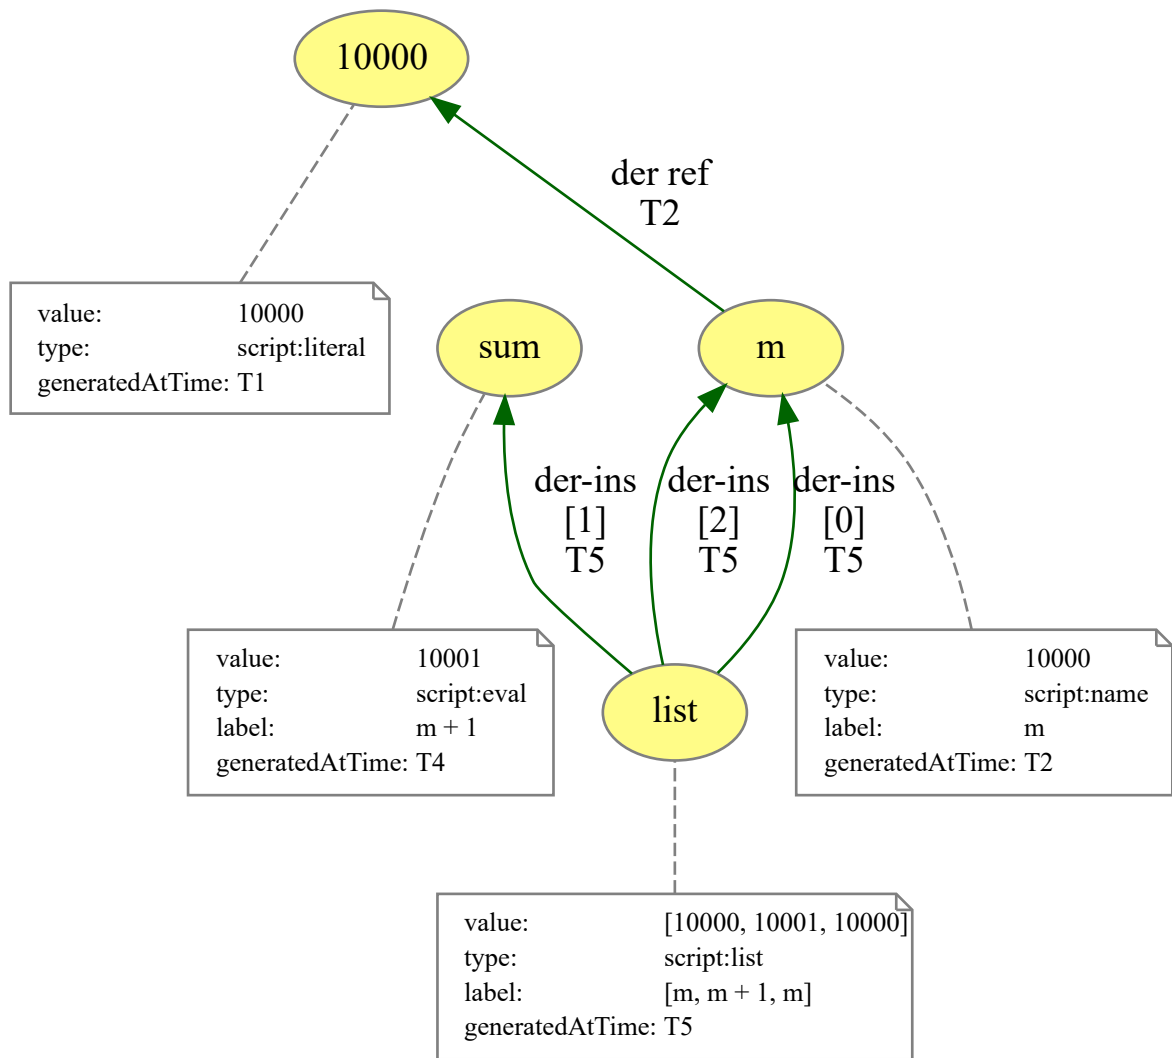 10000
der ref
T2
value: 10000
type: script:literal
generatedAtTime: T1
sum
m
der-ins
[1]
T5
der-ins
[2]
T5
der-ins
[0]
T5
value: 10001
type: script:eval
label: m + 1
generatedAtTime: T4
list
value: 10000
type: script:name
label: m
generatedAtTime: T2
value: [10000, 10001, 10000]
type: script:list
label: [m, m + 1, m]
generatedAtTime: T5